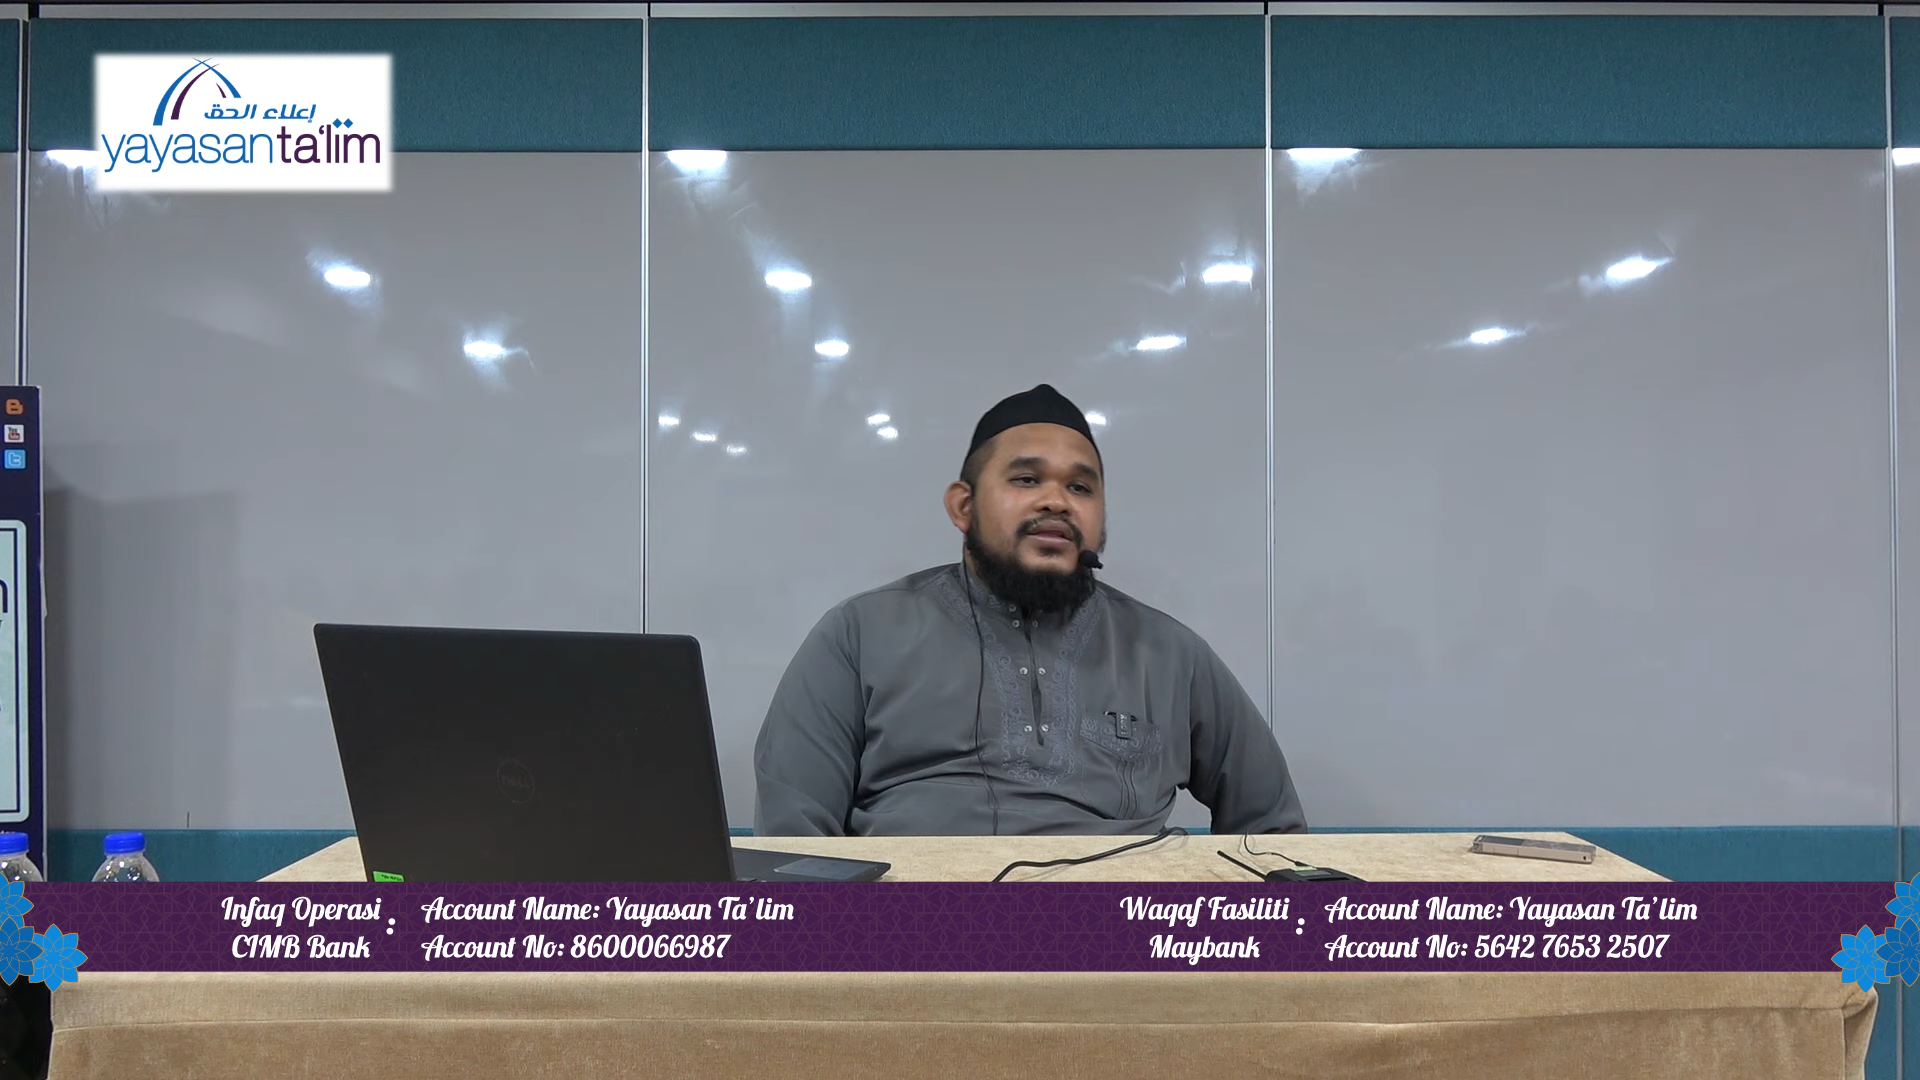 إعلاء الحق
yayasanta'lim
Infaq Operasi
CIMB Bank
:
Account Name: Yayasan Ta'lim
Account No: 8600066987
Waqaf Fasiliti
Maybank
:
Account Name: Yayasan Ta'lim
Account No: 5642 7653 2507
DELL